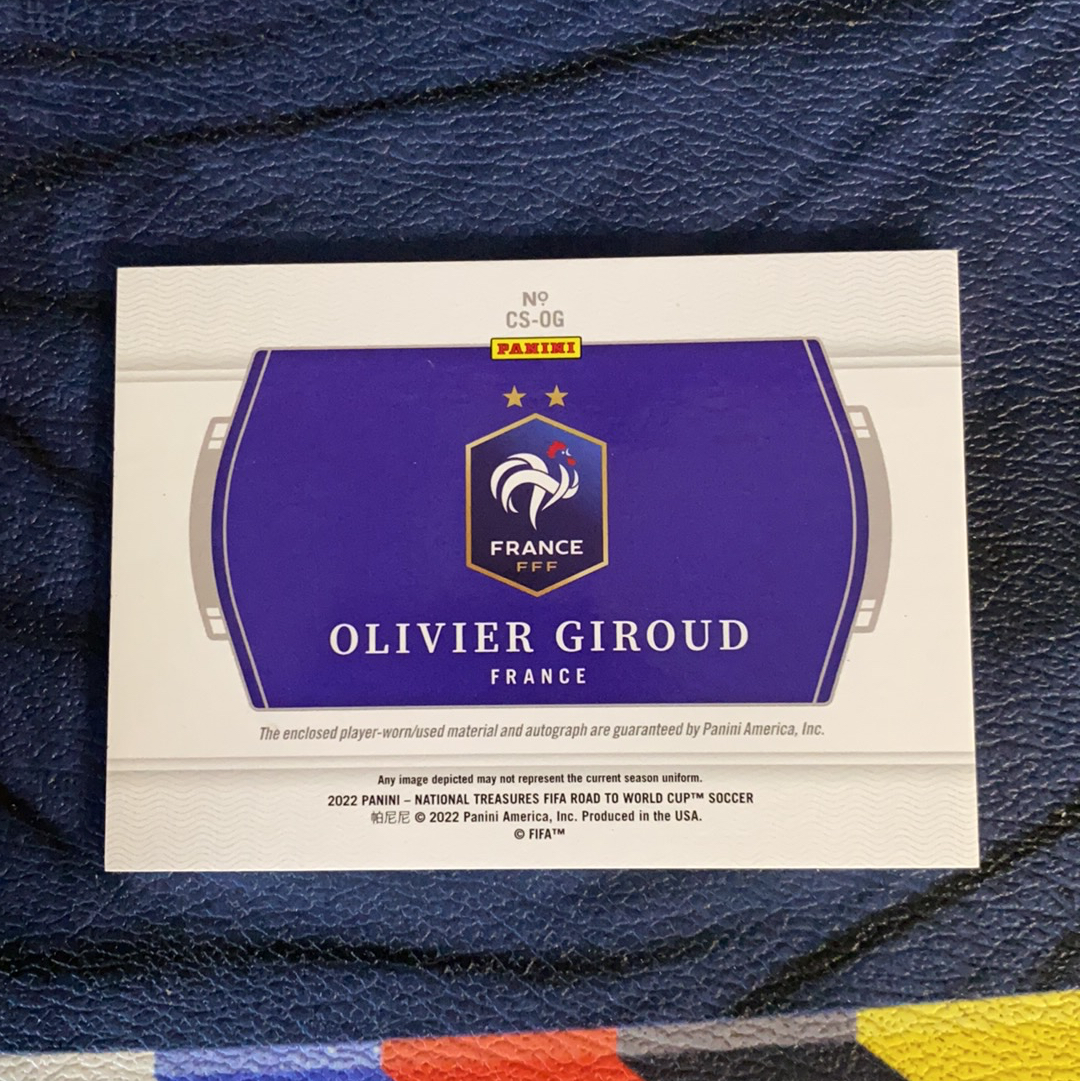 Nº
CS-OG
PANINI
FRANCE
FFF
OLIVIER GIROUD
FRANCE
The enclosed player-worn/used material and autograph are guaranteed by Panini America, Inc.
Any image depicted may not represent the current season uniform.
2022 PANINI – NATIONAL TREASURES FIFA ROAD TO WORLD CUP™ SOCCER
帕尼尼 © 2022 Panini America, Inc. Produced in the USA.
© FIFA™